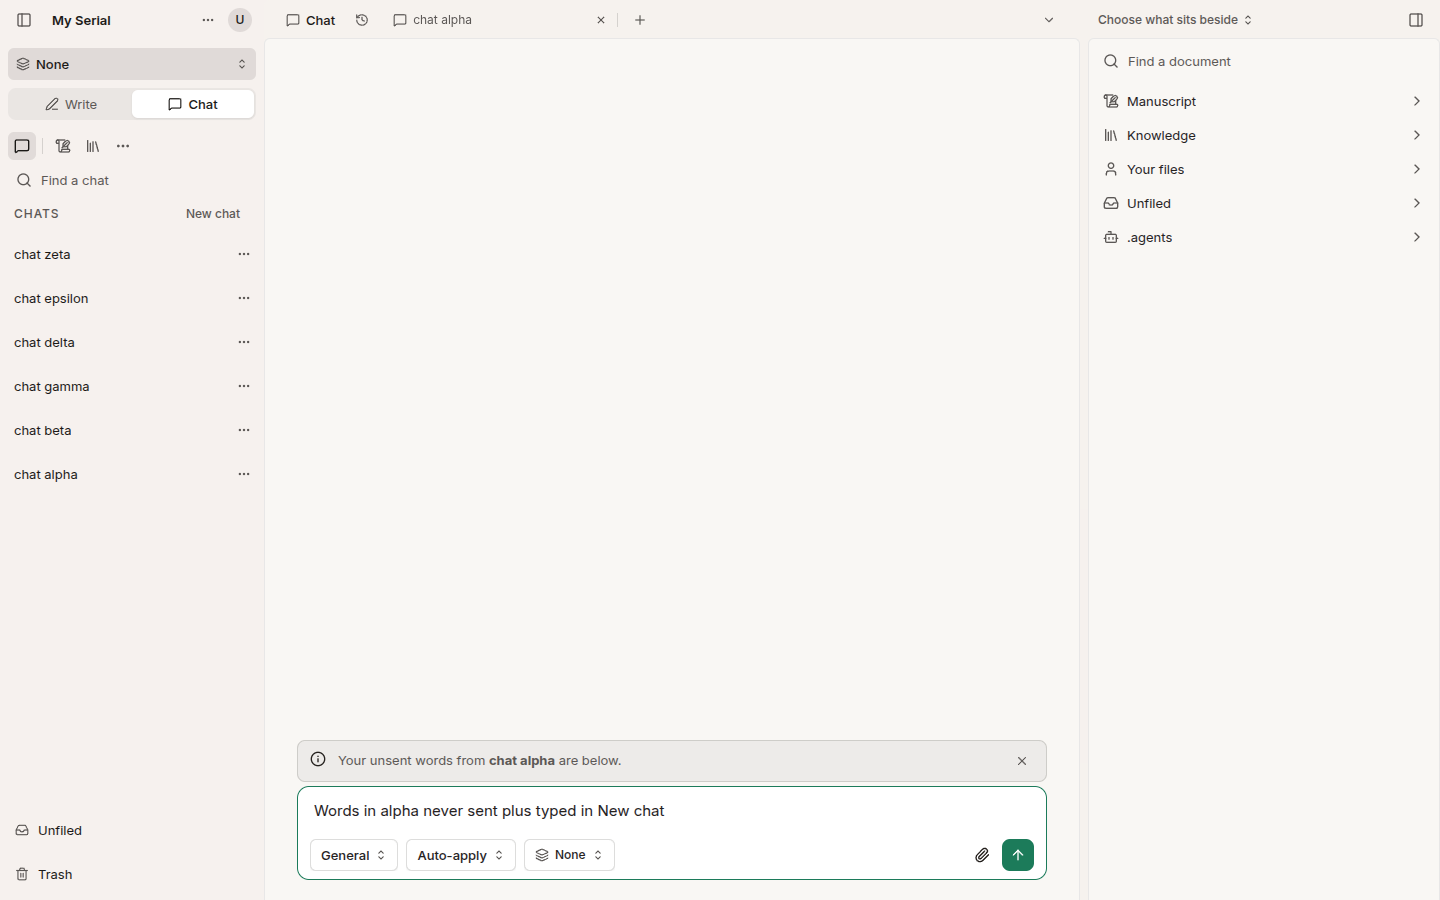 My Serial
U
None
Write
Chat
Find a chat
CHATS
New chat
chat zeta
chat epsilon
chat delta
chat gamma
chat beta
chat alpha
Unfiled
Trash
Chat
chat alpha
Your unsent words from chat alpha are below.
Words in alpha never sent plus typed in New chat
General
Auto-apply
None
Choose what sits beside
Find a document
Manuscript
Knowledge
Your files
Unfiled
.agents